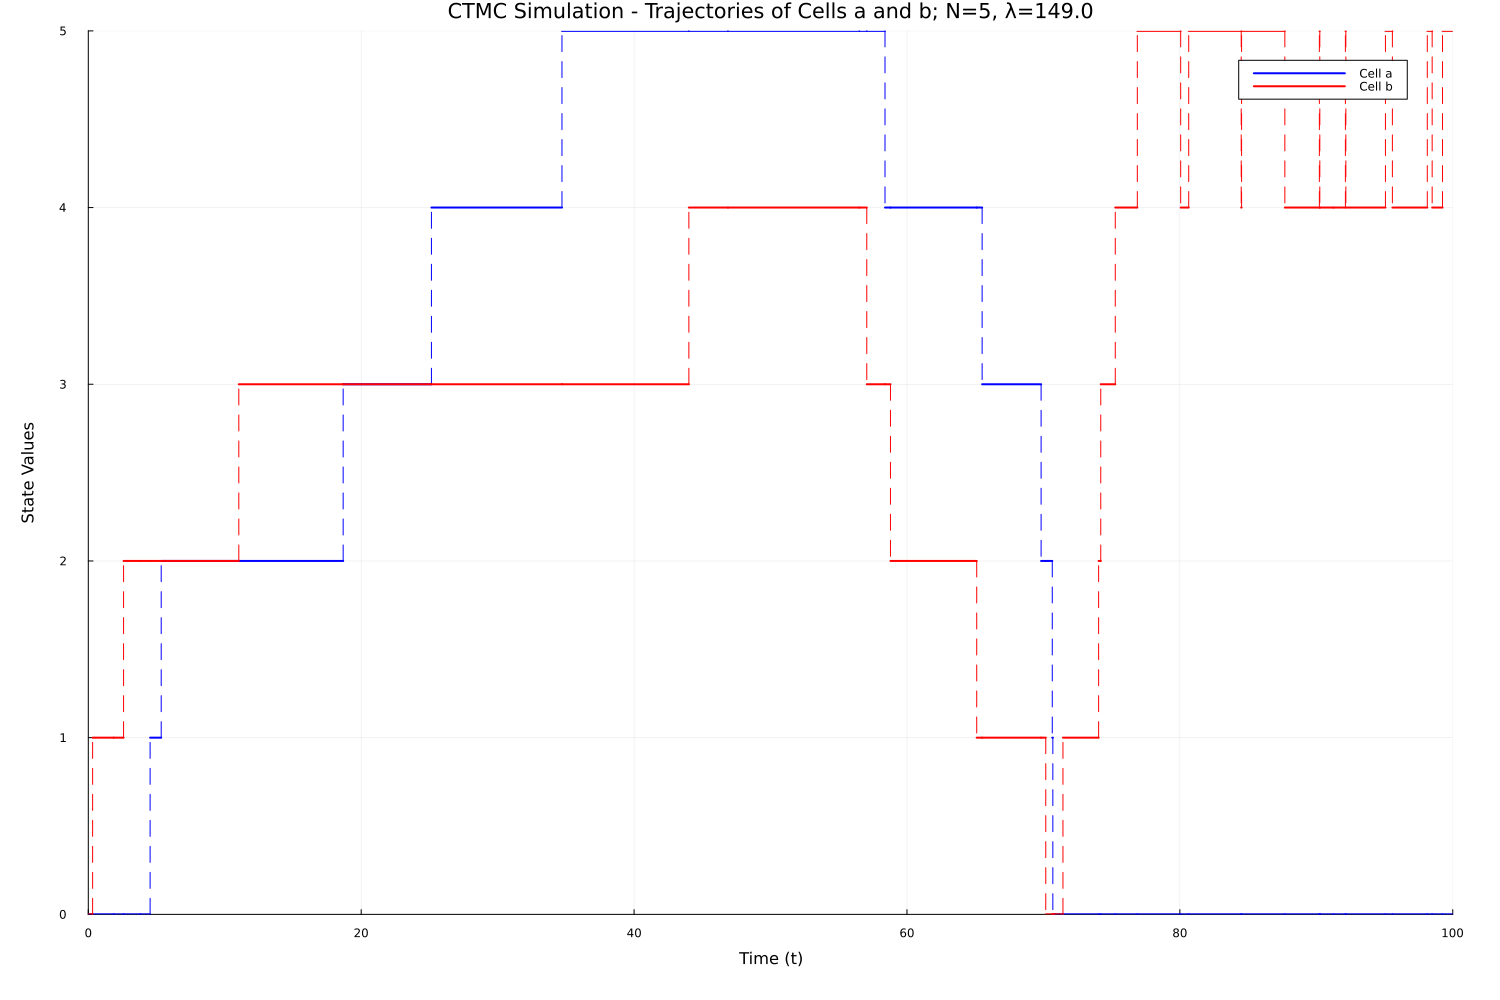 CTMC Simulation - Trajectories of Cells a and b; N=5, λ=149.0
5
Cell a
Cell b
4
3
State Values
2
1
0
0 20 40 60 80 100
Time (t)